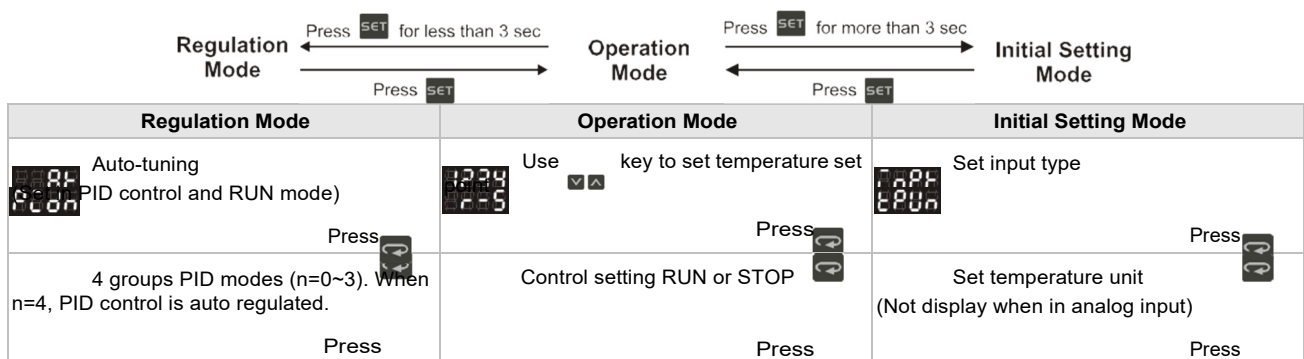 Press SET for less than 3 sec
Press SET for more than 3 sec
Regulation Mode
Operation Mode
Initial Setting Mode
Press SET
Press SET
Regulation Mode
Operation Mode
Initial Setting Mode
Auto-tuning
(Set in PID control and RUN mode)
Press
Use key to set temperature set
point
1234
r-S
Press
Set input type
Press
4 groups PID modes (n=0~3). When
n=4, PID control is auto regulated.
Press
Control setting RUN or STOP
Press
Set temperature unit
(Not display when in analog input)
Press